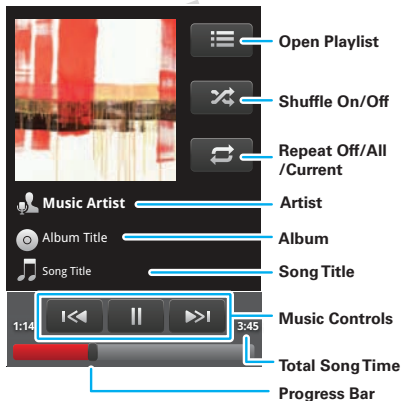 Open Playlist
Shuffle On/Off
Repeat Off/All
/Current
Music Artist
Artist
Album Title
Album
Song Title
Song Title
Music Controls
1:14
3:45
Total Song Time
Progress Bar